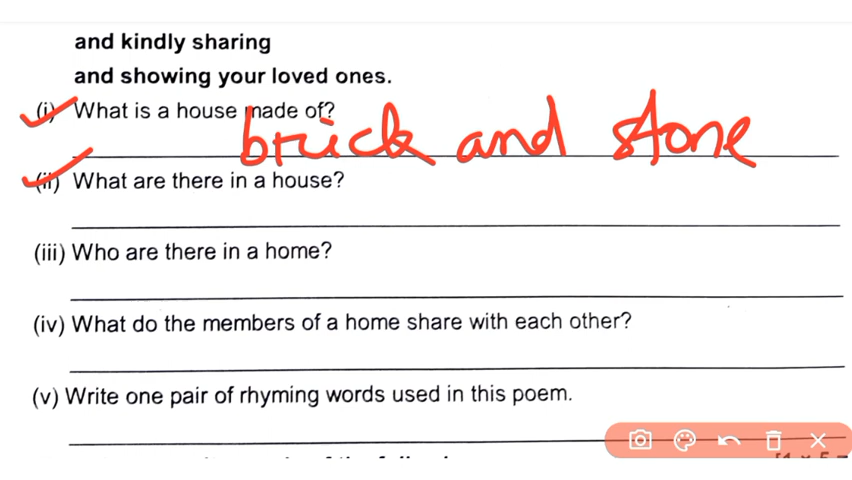 and kindly sharing
and showing your loved ones.
(i) What is a house made of?
brick and stone
(ii) What are there in a house?
(iii) Who are there in a home?
(iv) What do the members of a home share with each other?
(v) Write one pair of rhyming words used in this poem.